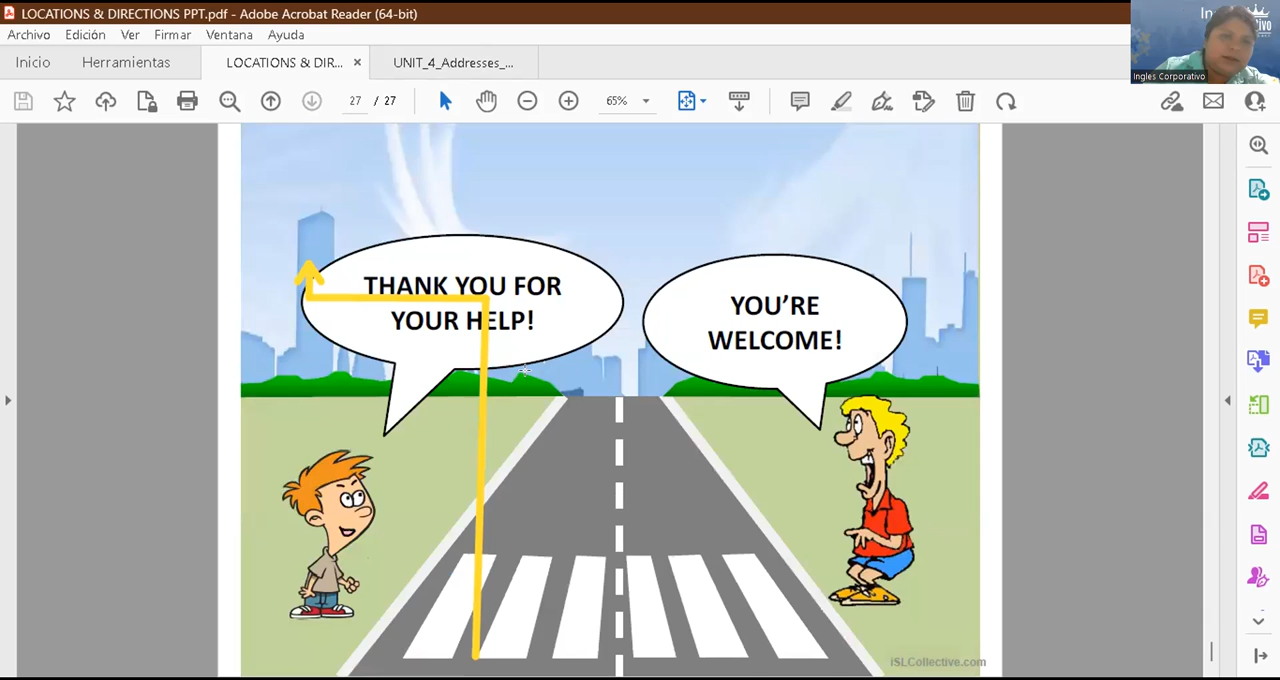 LOCATIONS & DIRECTIONS PPT.pdf - Adobe Acrobat Reader (64-bit)
Archivo Edición Ver Firmar Ventana Ayuda
Inicio Herramientas LOCATIONS & DIR... × UNIT_4_Addresses_...
27 / 27 65%
Ingles Corporativo
THANK YOU FOR
YOUR HELP!
YOU'RE
WELCOME!
iSLCollective.com